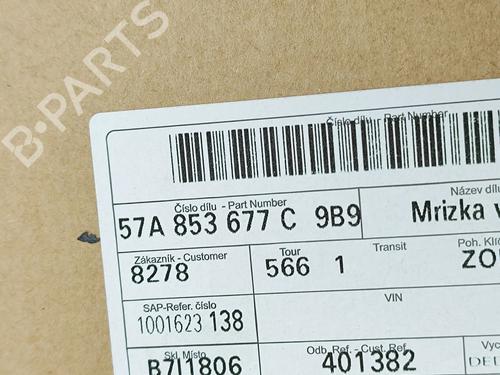 B-PARTS
Číslo dílu - Part Number
Číslo dílu - Part Number
57A 853 677 C 9B9
Název dílu
Mrizka v
Zákazník - Customer
8278
Tour
566 1
Transit
Poh. Klíč
SAP-Refer. číslo
1001623 138
VIN
Skl. Místo
B7I1806
Odb. Ref. - Cust. Ref.
401382